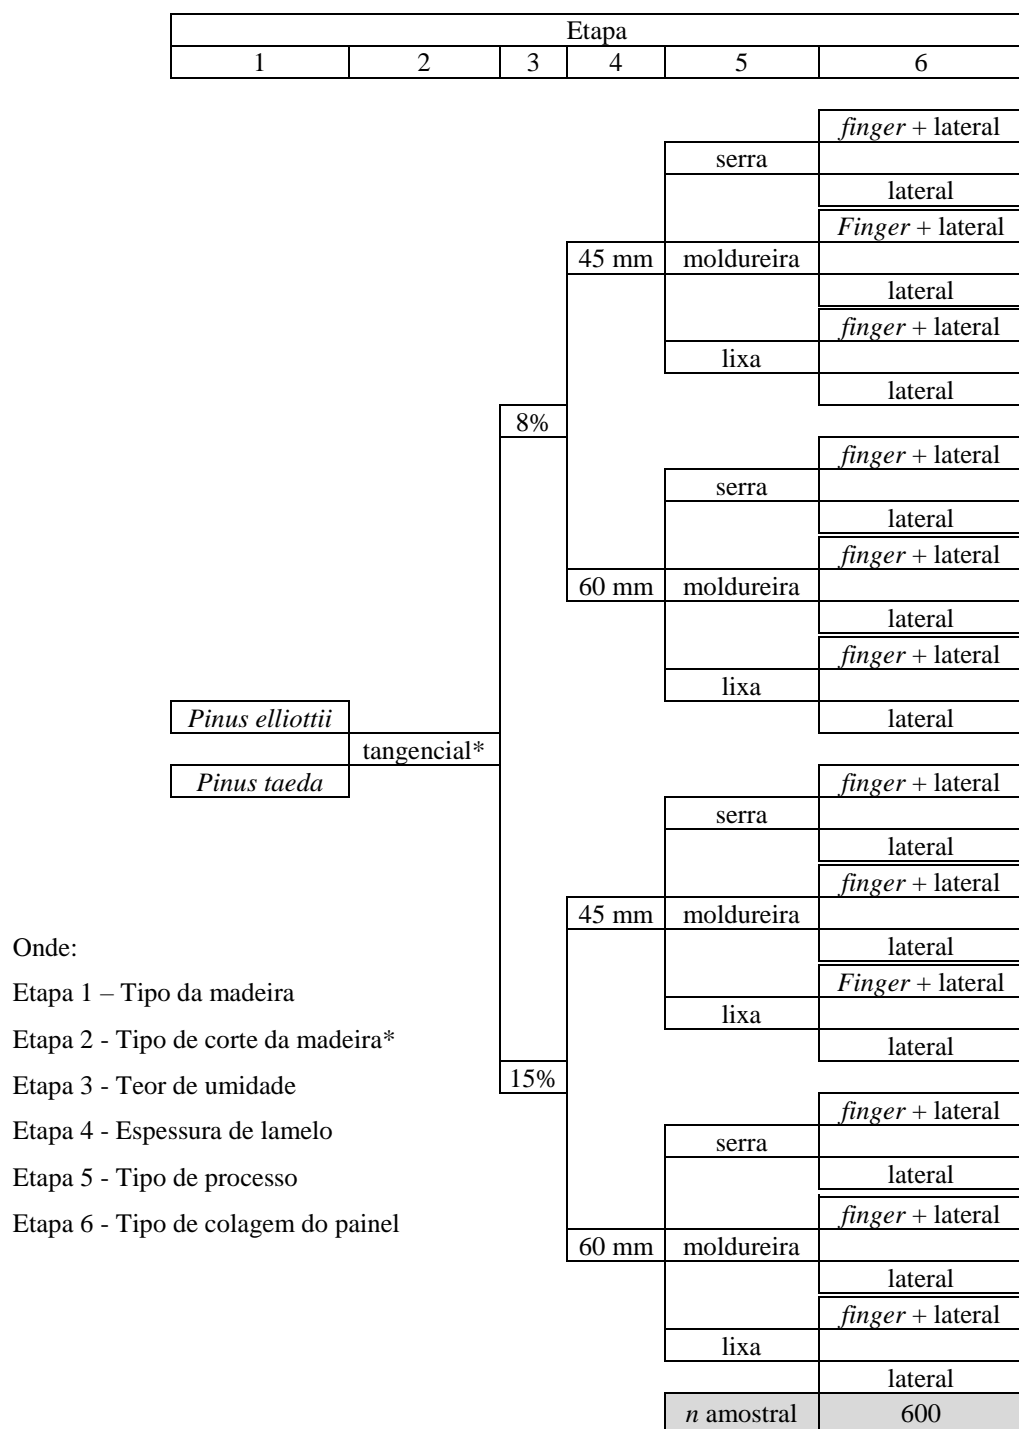 Etapa
1 2 3 4 5 6
finger + lateral
serra
lateral
Finger + lateral
45 mm moldureira
lateral
finger + lateral
lixa
lateral
8%
finger + lateral
serra
lateral
finger + lateral
60 mm moldureira
lateral
finger + lateral
lixa
Pinus elliottii lateral
tangencial*
Pinus taeda finger + lateral
serra
lateral
finger + lateral
45 mm moldureira
Onde:
lateral
Etapa 1 – Tipo da madeira Finger + lateral
lixa
Etapa 2 - Tipo de corte da madeira* lateral
Etapa 3 - Teor de umidade 15%
finger + lateral
Etapa 4 - Espessura de lamelo serra
Etapa 5 - Tipo de processo lateral
Etapa 6 - Tipo de colagem do painel finger + lateral
60 mm moldureira
lateral
finger + lateral
lixa
lateral
n amostral 600